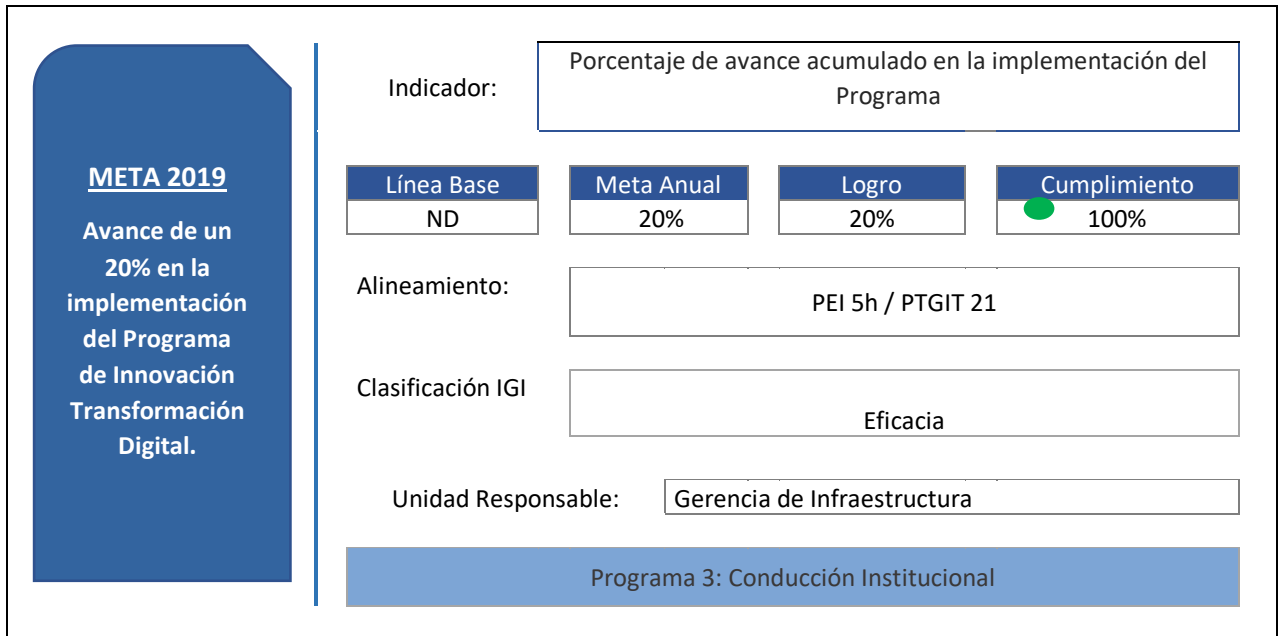 META 2019
Avance de un
20% en la
implementación
del Programa
de Innovación
Transformación
Digital.
Indicador:
Porcentaje de avance acumulado en la implementación del
Programa
Línea Base Meta Anual Logro Cumplimiento
ND 20% 20% 100%
Alineamiento:
PEI 5h / PTGIT 21
Clasificación IGI
Eficacia
Unidad Responsable: Gerencia de Infraestructura
Programa 3: Conducción Institucional